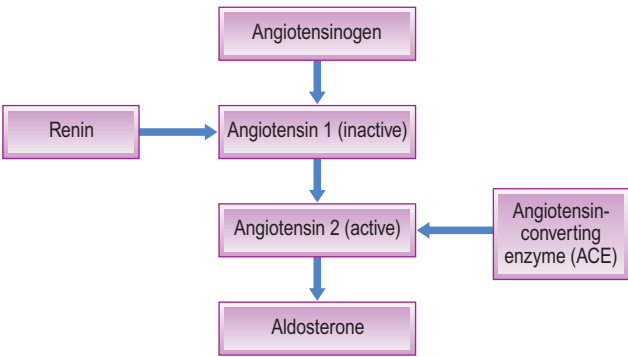 Angiotensinogen
Renin
Angiotensin 1 (inactive)
Angiotensin 2 (active)
Angiotensin-
converting
enzyme (ACE)
Aldosterone